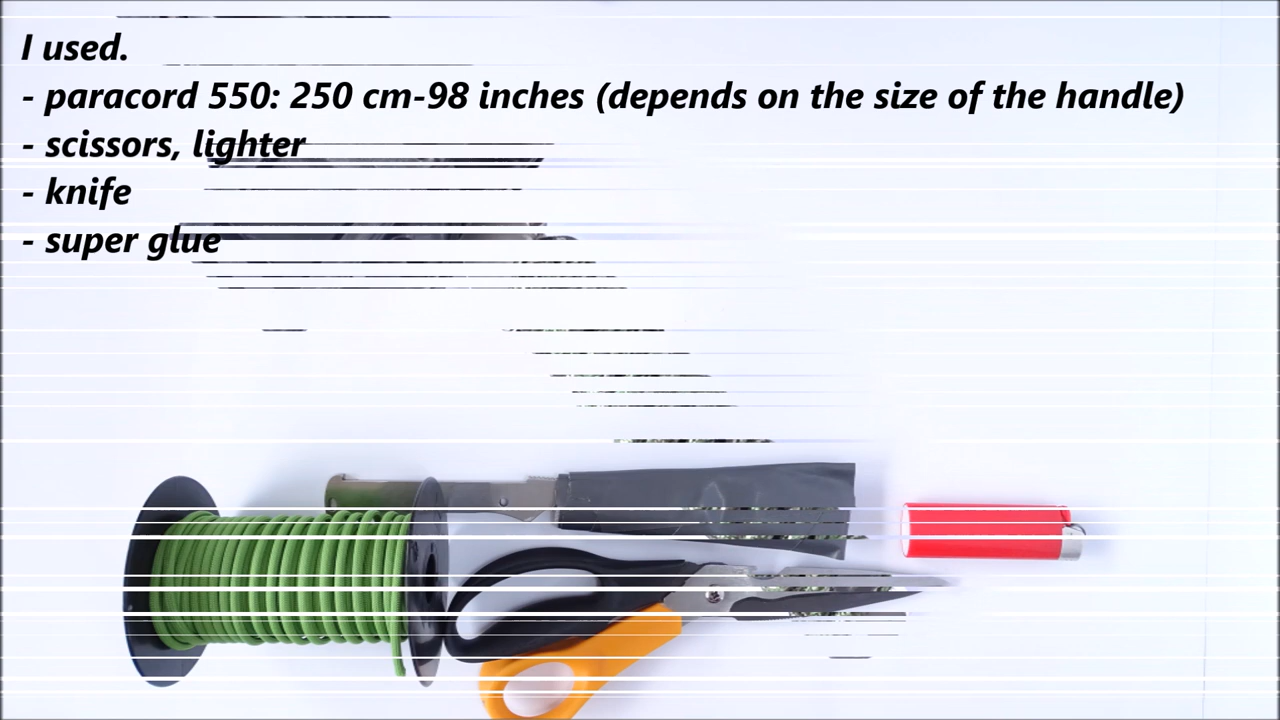 I used.
- paracord 550: 250 cm-98 inches (depends on the size of the handle)
- scissors, lighter
- knife
- super glue